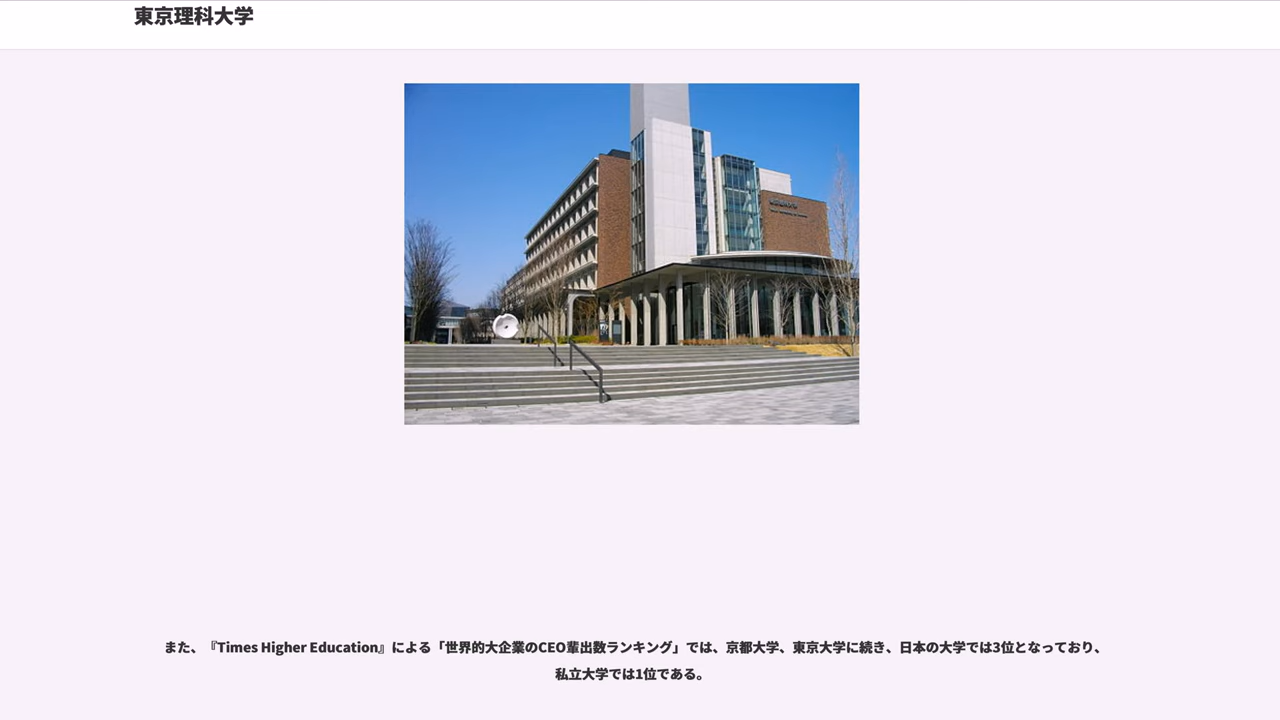 東京理科大学
また、『Times Higher Education』による「世界的大企業のCEO輩出数ランキング」では、京都大学、東京大学に続き、日本の大学では3位となっており、
私立大学では1位である。